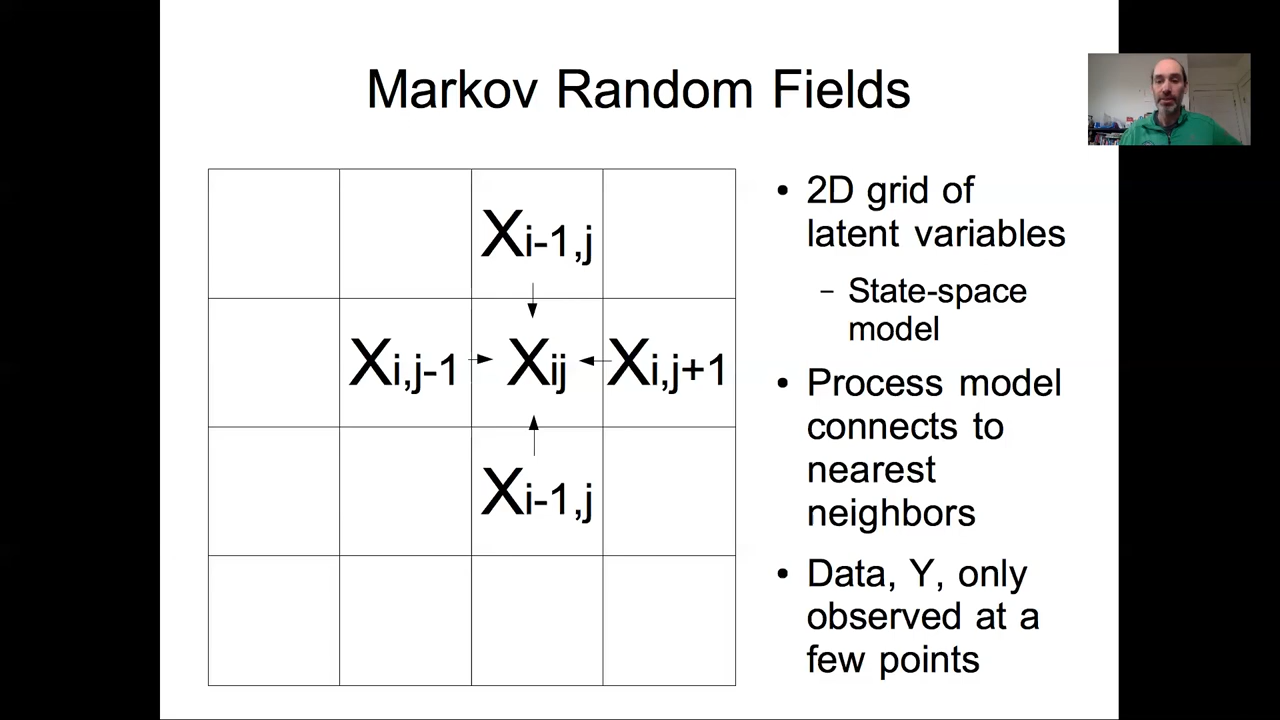 Markov Random Fields
Xi-1,j
Xi,j-1 Xij Xi,j+1
Xi-1,j
• 2D grid of
latent variables
– State-space
model
• Process model
connects to
nearest
neighbors
• Data, Y, only
observed at a
few points